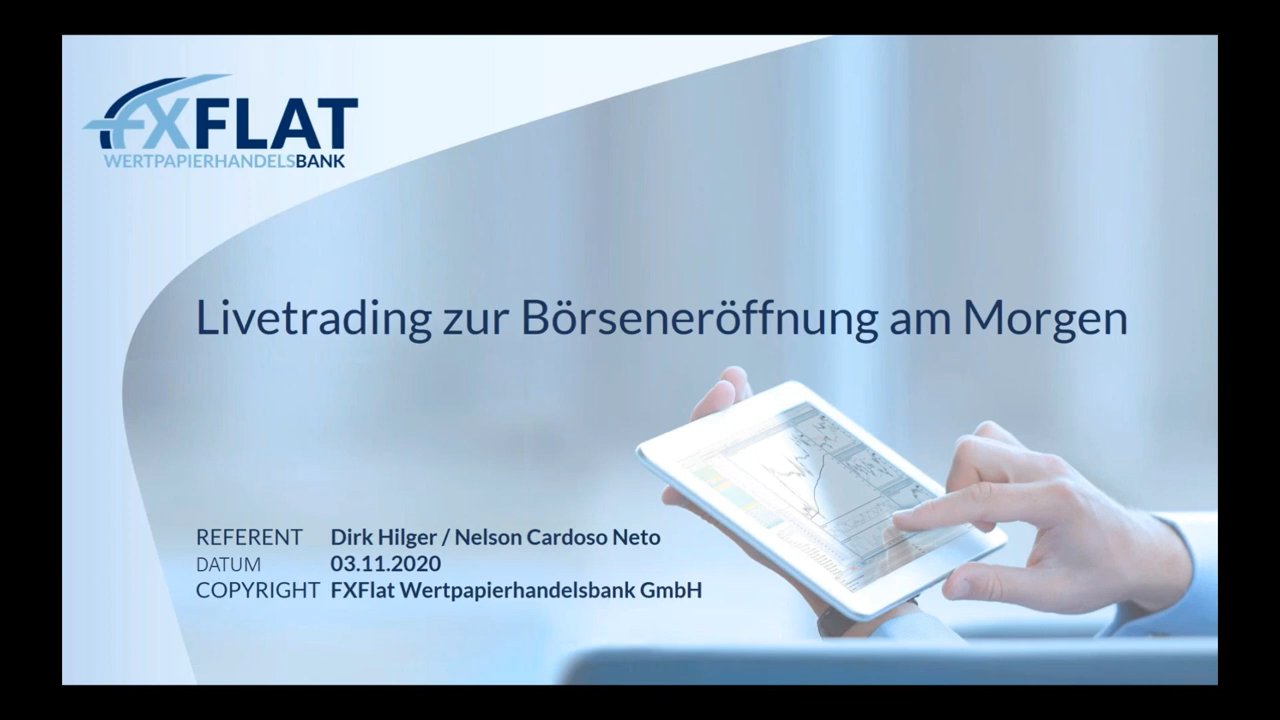 FXFLAT
WERTPAPIERHANDELSBANK
Livetrading zur Börseneröffnung am Morgen
REFERENT Dirk Hilger / Nelson Cardoso Neto
DATUM 03.11.2020
COPYRIGHT FXFlat Wertpapierhandelsbank GmbH